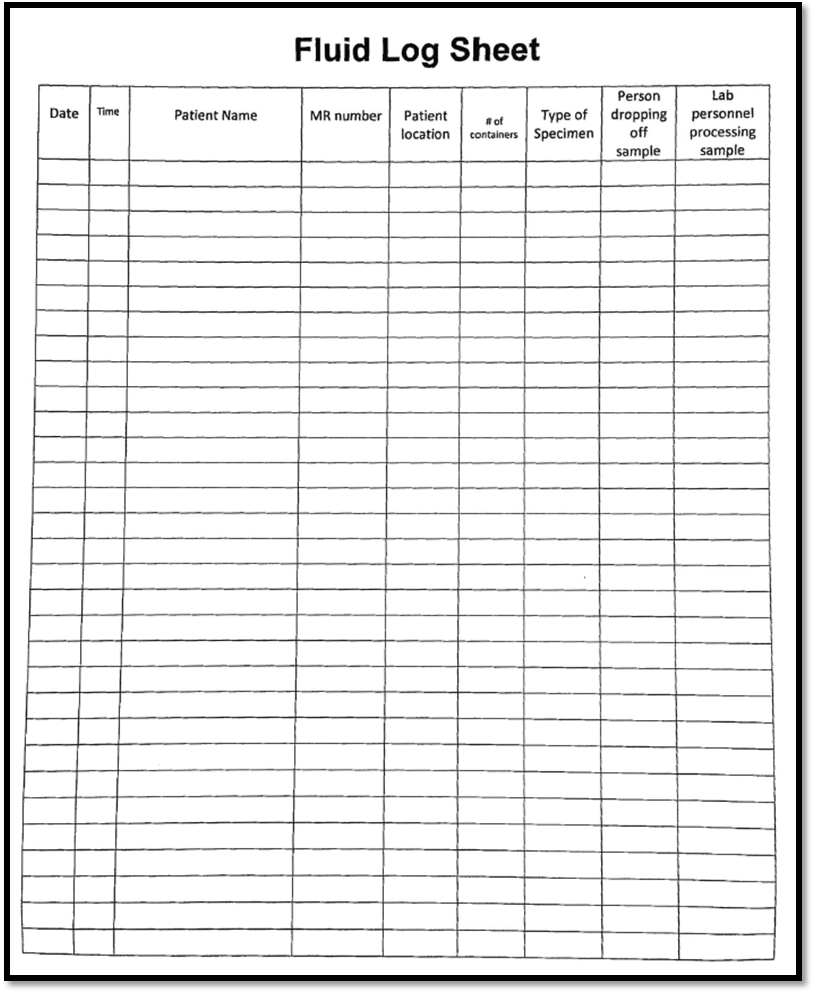 Fluid Log Sheet
Date
Time
Patient Name
MR number
Patient
location
# of
containers
Type of
Specimen
Person
dropping
off
sample
Lab
personnel
processing
sample